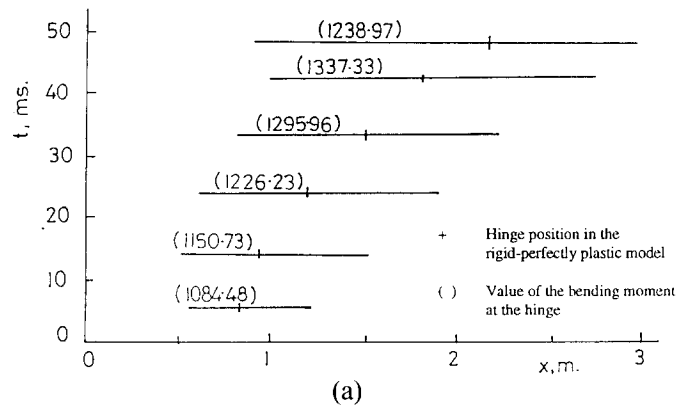 50
(1238·97)
(1337·33)
t, ms.
40
(1295·96)
30
(1226·23)
20
(1150·73)
+ Hinge position in the
rigid-perfectly plastic model
10
(1084·48)
( ) Value of the bending moment
at the hinge
0
0
1
2
x,m.
3
(a)